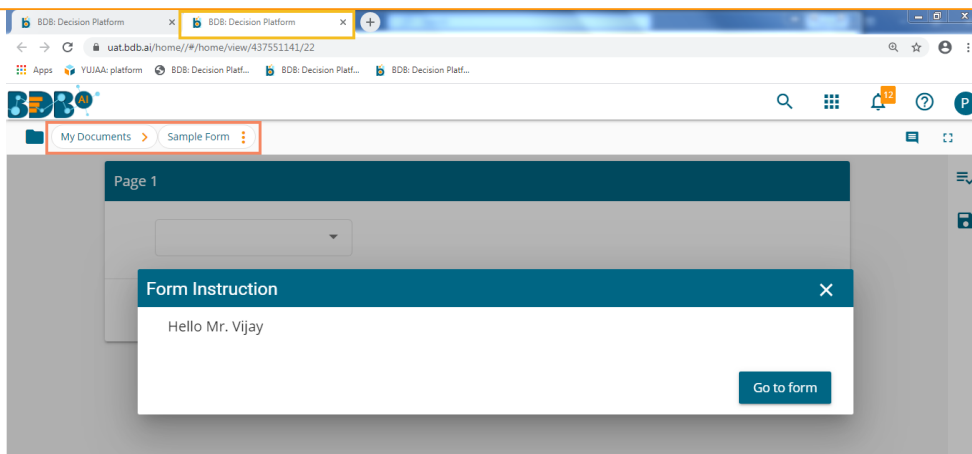 BDB: Decision Platform
BDB: Decision Platform
uat.bdb.ai/home//#/home/view/437551141/22
Apps YUJAA: platform BDB: Decision Platf... BDB: Decision Platf... BDB: Decision Platf...
BDB AI
12
P
My Documents > Sample Form
Page 1
Form Instruction
Hello Mr. Vijay
Go to form